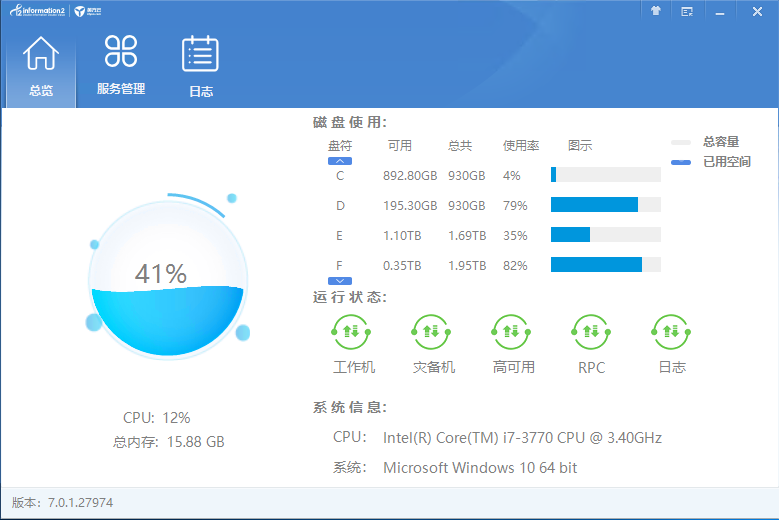 information2 英方云
总览 服务管理 日志
磁盘使用:
盘符 可用 总共 使用率 图示
总容量
已用空间
C 892.80GB 930GB 4%
D 195.30GB 930GB 79%
E 1.10TB 1.69TB 35%
F 0.35TB 1.95TB 82%
41%
运行状态:
工作机 灾备机 高可用 RPC 日志
CPU: 12%
总内存: 15.88 GB
系统信息:
CPU: Intel(R) Core(TM) i7-3770 CPU @ 3.40GHz
系统: Microsoft Windows 10 64 bit
版本: 7.0.1.27974